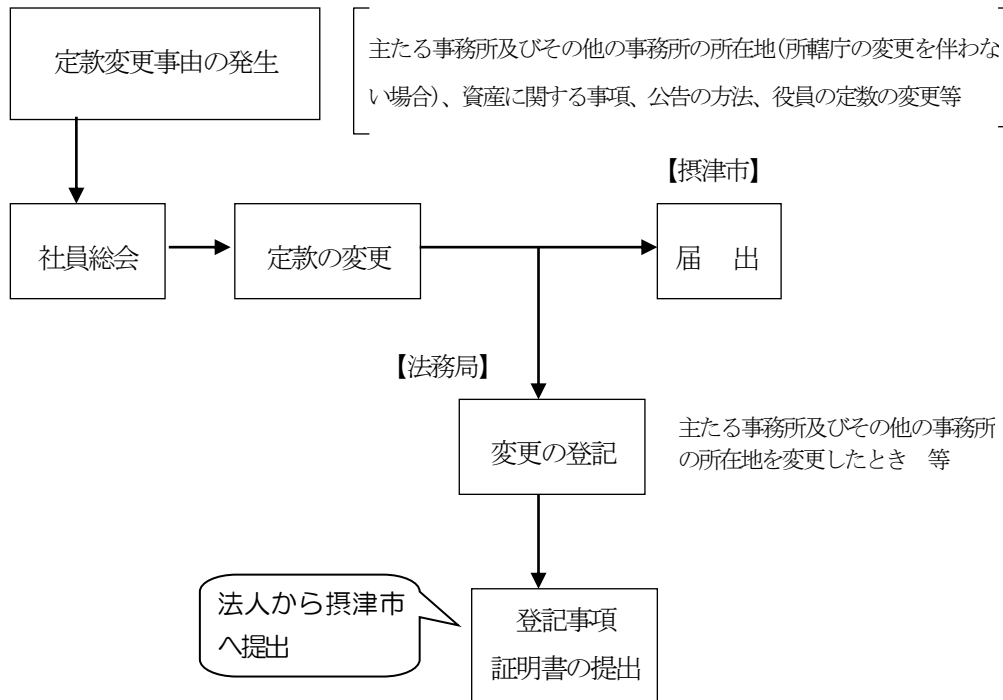 定款変更事由の発生
主たる事務所及びその他の事務所の所在地(所轄庁の変更を伴わな
い場合)、資産に関する事項、公告の方法、役員の定数の変更等
【摂津市】
社員総会
定款の変更
届　出
【法務局】
変更の登記
主たる事務所及びその他の事務所
の所在地を変更したとき　等
法人から摂津市
へ提出
登記事項
証明書の提出